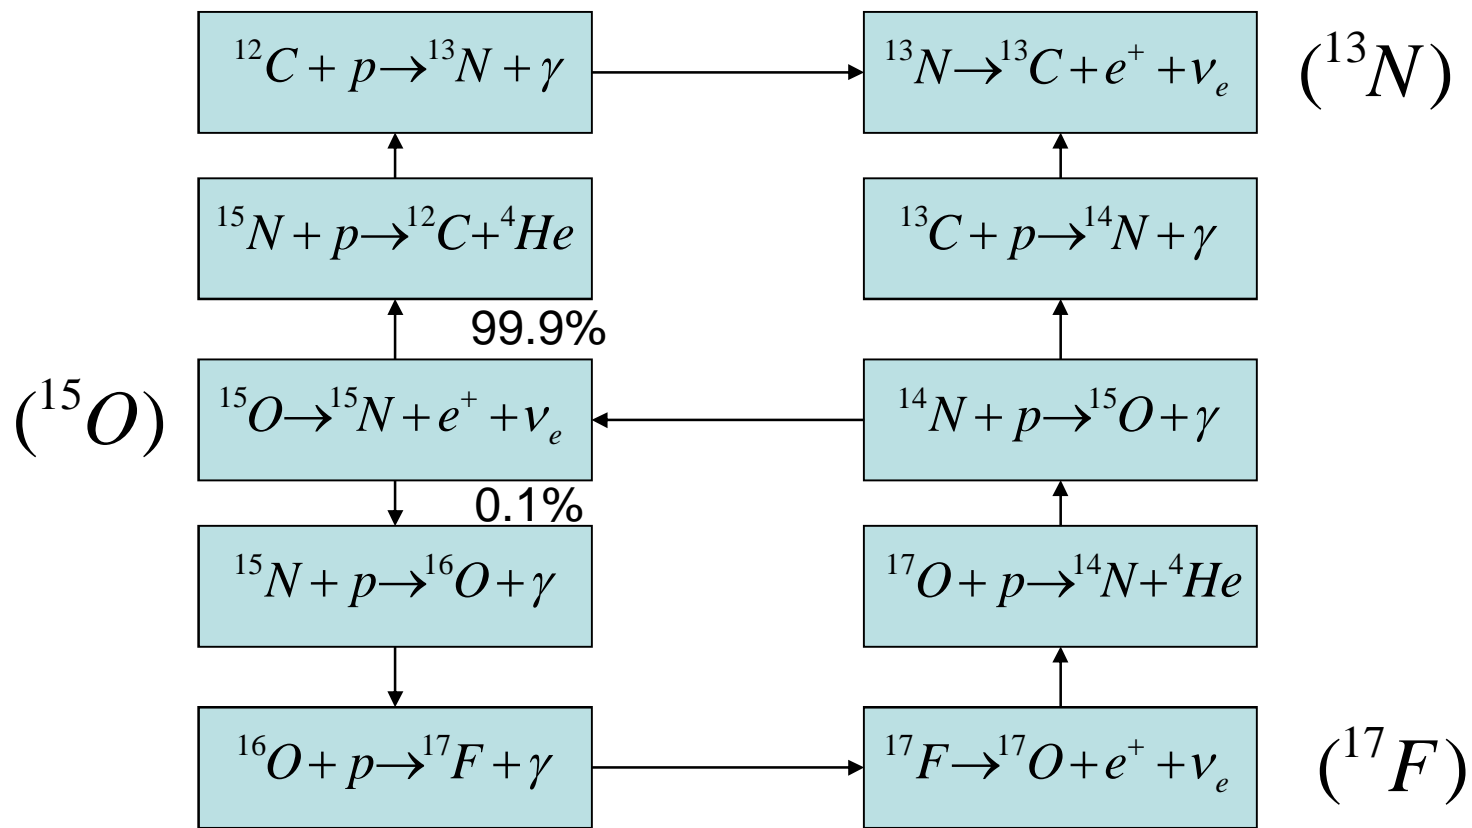 ¹²C + p→¹³N + γ
¹³N→¹³C + e⁺ + νₑ
(¹³N)
¹⁵N + p→¹²C+⁴He
¹³C + p→¹⁴N + γ
99.9%
(¹⁵O)
¹⁵O→¹⁵N + e⁺ + νₑ
¹⁴N + p→¹⁵O + γ
0.1%
¹⁵N + p→¹⁶O + γ
¹⁷O + p→¹⁴N+⁴He
¹⁶O + p→¹⁷F + γ
¹⁷F→¹⁷O + e⁺ + νₑ
(¹⁷F)